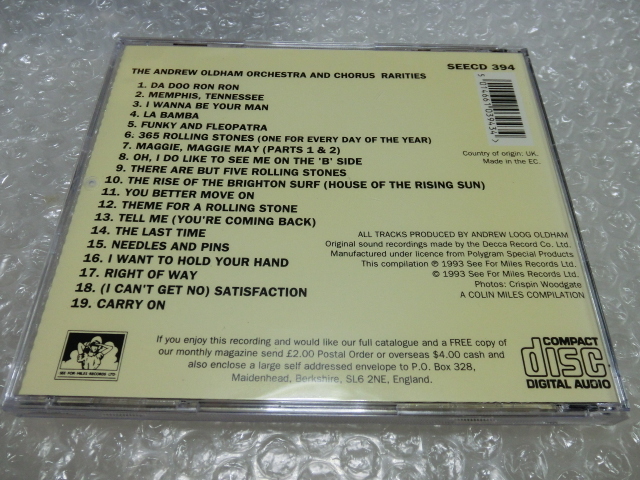 THE ANDREW OLDHAM ORCHESTRA AND CHORUS RARITIES
SEECD 394
1. DA DOO RON RON
2. MEMPHIS, TENNESSEE
3. I WANNA BE YOUR MAN
4. LA BAMBA
5. FUNKY AND FLEOPATRA
6. 365 ROLLING STONES (ONE FOR EVERY DAY OF THE YEAR)
7. MAGGIE, MAGGIE MAY (PARTS 1 & 2)
8. OH, I DO LIKE TO SEE ME ON THE 'B' SIDE
9. THERE ARE BUT FIVE ROLLING STONES
10. THE RISE OF THE BRIGHTON SURF (HOUSE OF THE RISING SUN)
11. YOU BETTER MOVE ON
12. THEME FOR A ROLLING STONE
13. TELL ME (YOU'RE COMING BACK)
14. THE LAST TIME
15. NEEDLES AND PINS
16. I WANT TO HOLD YOUR HAND
17. RIGHT OF WAY
18. (I CAN'T GET NO) SATISFACTION
19. CARRY ON
5014661039434
Country of origin: UK.
Made in the EC.
ALL TRACKS PRODUCED BY ANDREW LOOG OLDHAM
Original sound recordings made by the Decca Record Co. Ltd.
Manufactured under licence from Polygram Special Products
This compilation ℗ 1993 See For Miles Records Ltd.
© 1993 See For Miles Records Ltd.
Photos: Crispin Woodgate
A COLIN MILES COMPILATION
SEE FOR MILES RECORDS LTD.
If you enjoy this recording and would like our full catalogue and a FREE copy of
our monthly magazine send £2.00 Postal Order or overseas $4.00 cash and
also enclose a large self addressed envelope to P.O. Box 328,
Maidenhead, Berkshire, SL6 2NE, England.
COMPACT
disc
DIGITAL AUDIO